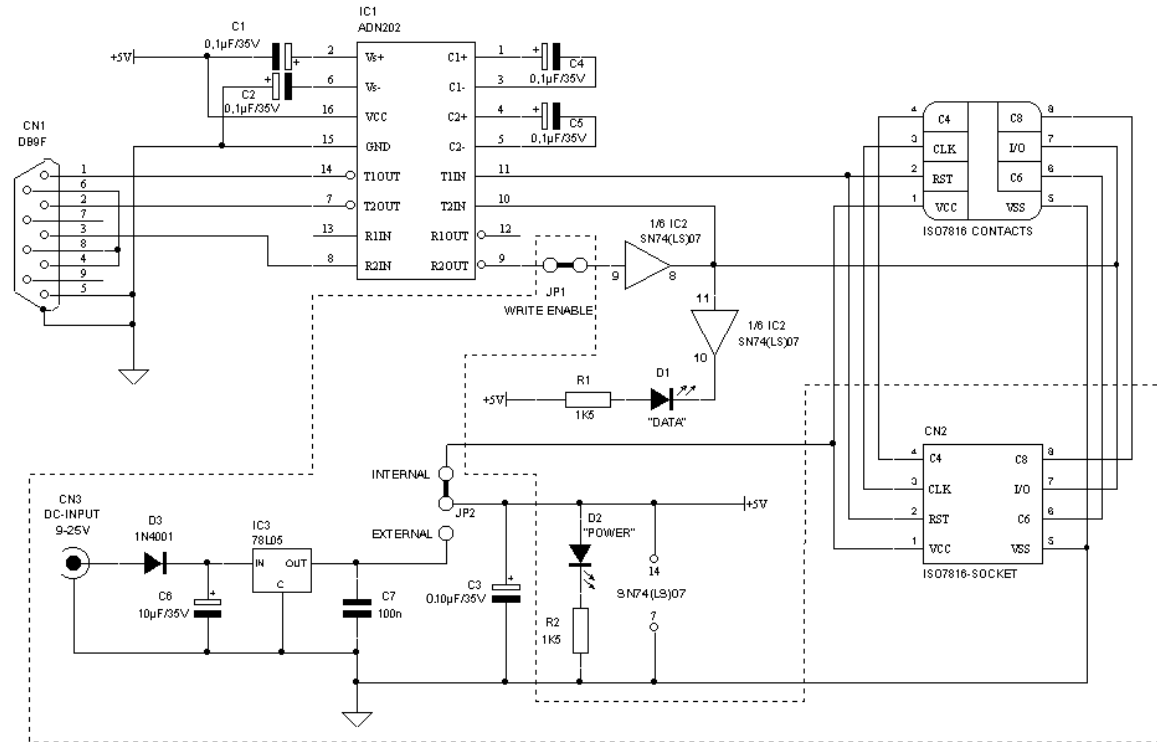 IC1
ADN202
C1
0,1µF/35V
+5V
C2
0,1µF/35V
2 Vs+ C1+ 1
6 Vs- C1- 3
16 VCC C2+ 4
15 GND C2- 5
14 T1OUT T1IN 11
7 T2OUT T2IN 10
13 R1IN R1OUT 12
8 R2IN R2OUT 9
C4
0,1µF/35V
C5
0,1µF/35V
CN1
DB9F
1
6
2
7
3
8
4
9
5
4 C4 C8 8
3 CLK I/O 7
2 RST C6 6
1 VCC VSS 5
ISO7816 CONTACTS
1/6 IC2
SN74(LS)07
9 8
JP1
WRITE ENABLE
11
1/6 IC2
SN74(LS)07
10
+5V
R1
1K5
D1
"DATA"
CN2
4 C4 C8 8
3 CLK I/O 7
2 RST C6 6
1 VCC VSS 5
ISO7816-SOCKET
INTERNAL
JP2
EXTERNAL
+5V
CN3
DC-INPUT
9-25V
D3
1N4001
IC3
78L05
IN OUT
C
C6
10µF/35V
C7
100n
C3
0.10µF/35V
D2
"POWER"
R2
1K5
14
SN74(LS)07
7